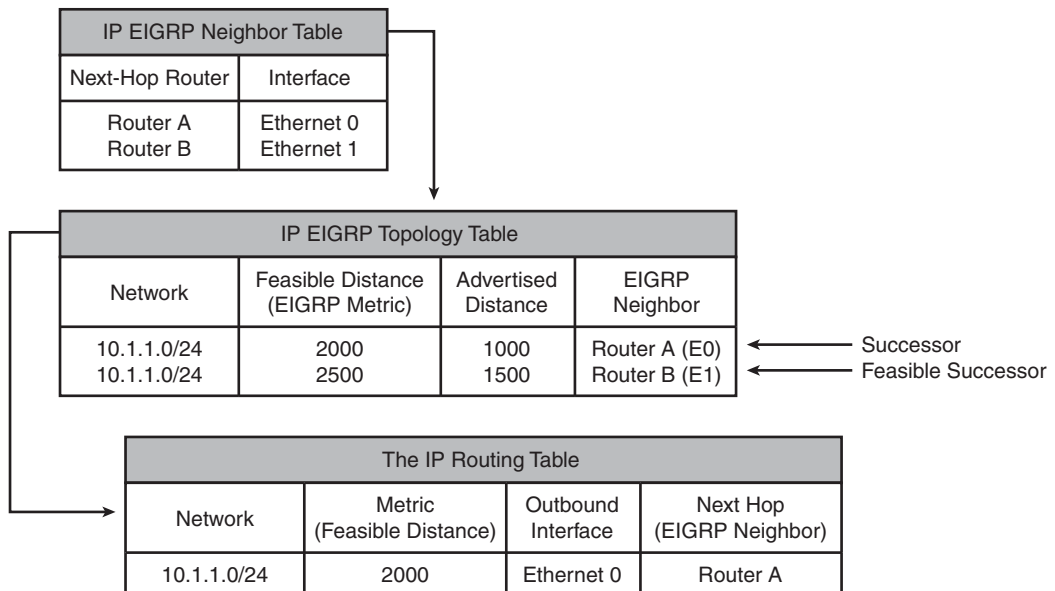 IP EIGRP Neighbor Table
Next-Hop Router Interface
Router A Ethernet 0
Router B Ethernet 1
IP EIGRP Topology Table
Network Feasible Distance (EIGRP Metric) Advertised Distance EIGRP Neighbor
10.1.1.0/24 2000 1000 Router A (E0) Successor
10.1.1.0/24 2500 1500 Router B (E1) Feasible Successor
The IP Routing Table
Network Metric (Feasible Distance) Outbound Interface Next Hop (EIGRP Neighbor)
10.1.1.0/24 2000 Ethernet 0 Router A